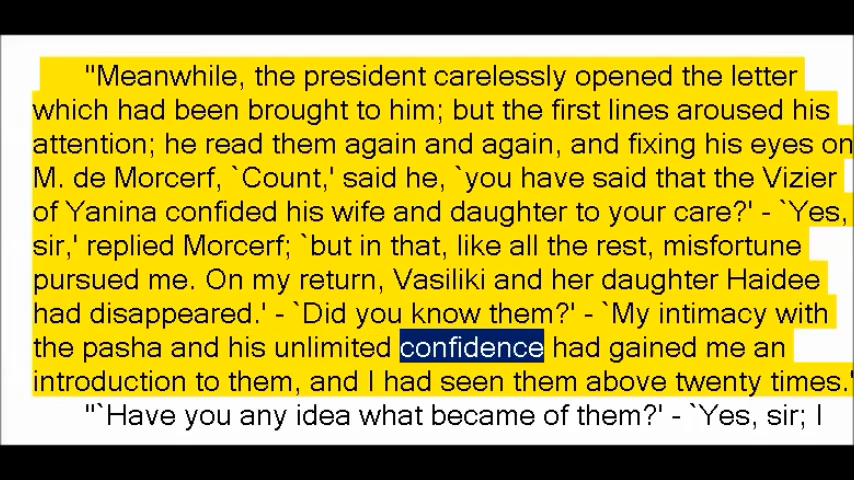 "Meanwhile, the president carelessly opened the letter
which had been brought to him; but the first lines aroused his
attention; he read them again and again, and fixing his eyes on
M. de Morcerf, `Count,' said he, `you have said that the Vizier
of Yanina confided his wife and daughter to your care?' - `Yes,
sir,' replied Morcerf; `but in that, like all the rest, misfortune
pursued me. On my return, Vasiliki and her daughter Haidee
had disappeared.' - `Did you know them?' - `My intimacy with
the pasha and his unlimited confidence had gained me an
introduction to them, and I had seen them above twenty times.'
"`Have you any idea what became of them?' - `Yes, sir; I